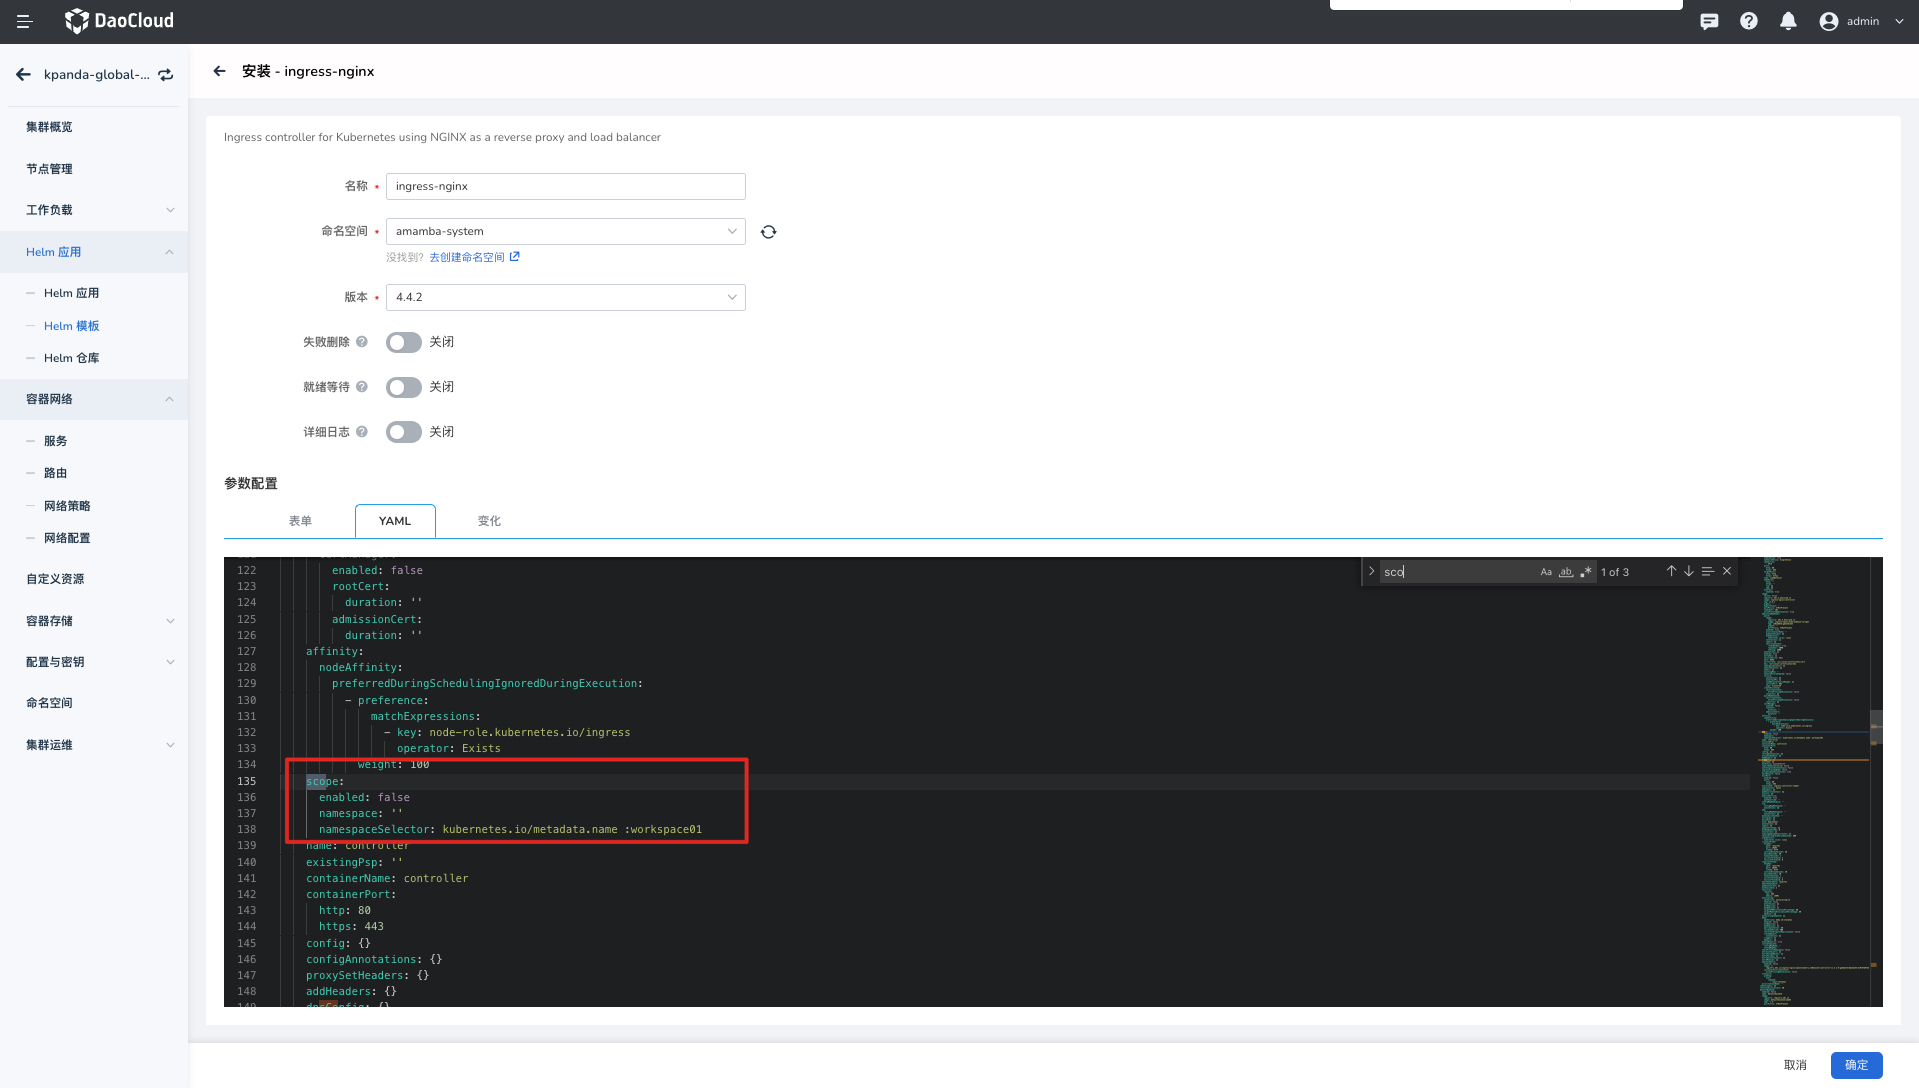 DaoCloud
admin
kpanda-global-...
安装 - ingress-nginx
集群概览
节点管理
工作负载
Helm 应用
Helm 应用
Helm 模板
Helm 仓库
容器网络
服务
路由
网络策略
网络配置
自定义资源
容器存储
配置与密钥
命名空间
集群运维
Ingress controller for Kubernetes using NGINX as a reverse proxy and load balancer
名称 * ingress-nginx
命名空间 * amamba-system
没找到? 去创建命名空间
版本 * 4.4.2
失败删除 关闭
就绪等待 关闭
详细日志 关闭
参数配置
表单 YAML 变化
sco Aa ab .* 1 of 3
122 enabled: false
123 rootCert:
124 duration: ''
125 admissionCert:
126 duration: ''
127 affinity:
128 nodeAffinity:
129 preferredDuringSchedulingIgnoredDuringExecution:
130 - preference:
131 matchExpressions:
132 - key: node-role.kubernetes.io/ingress
133 operator: Exists
134 weight: 100
135 scope:
136 enabled: false
137 namespace: ''
138 namespaceSelector: kubernetes.io/metadata.name :workspace01
139 name: controller
140 existingPsp: ''
141 containerName: controller
142 containerPort:
143 http: 80
144 https: 443
145 config: {}
146 configAnnotations: {}
147 proxySetHeaders: {}
148 addHeaders: {}
149 dnsConfig: {}
取消 确定